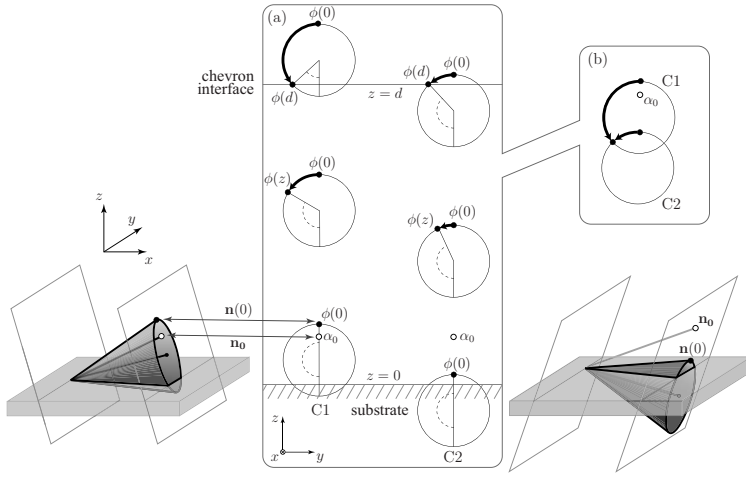 (a)
ϕ(0)
ϕ(d)
ϕ(0)
chevron
interface
ϕ(d)
z = d
(b)
C1
α₀
C2
ϕ(0)
ϕ(z)
ϕ(0)
ϕ(z)
z
y
x
n(0)
n₀
ϕ(0)
α₀
α₀
n₀
n(0)
ϕ(0)
z = 0
substrate
C1
C2
z
x
y